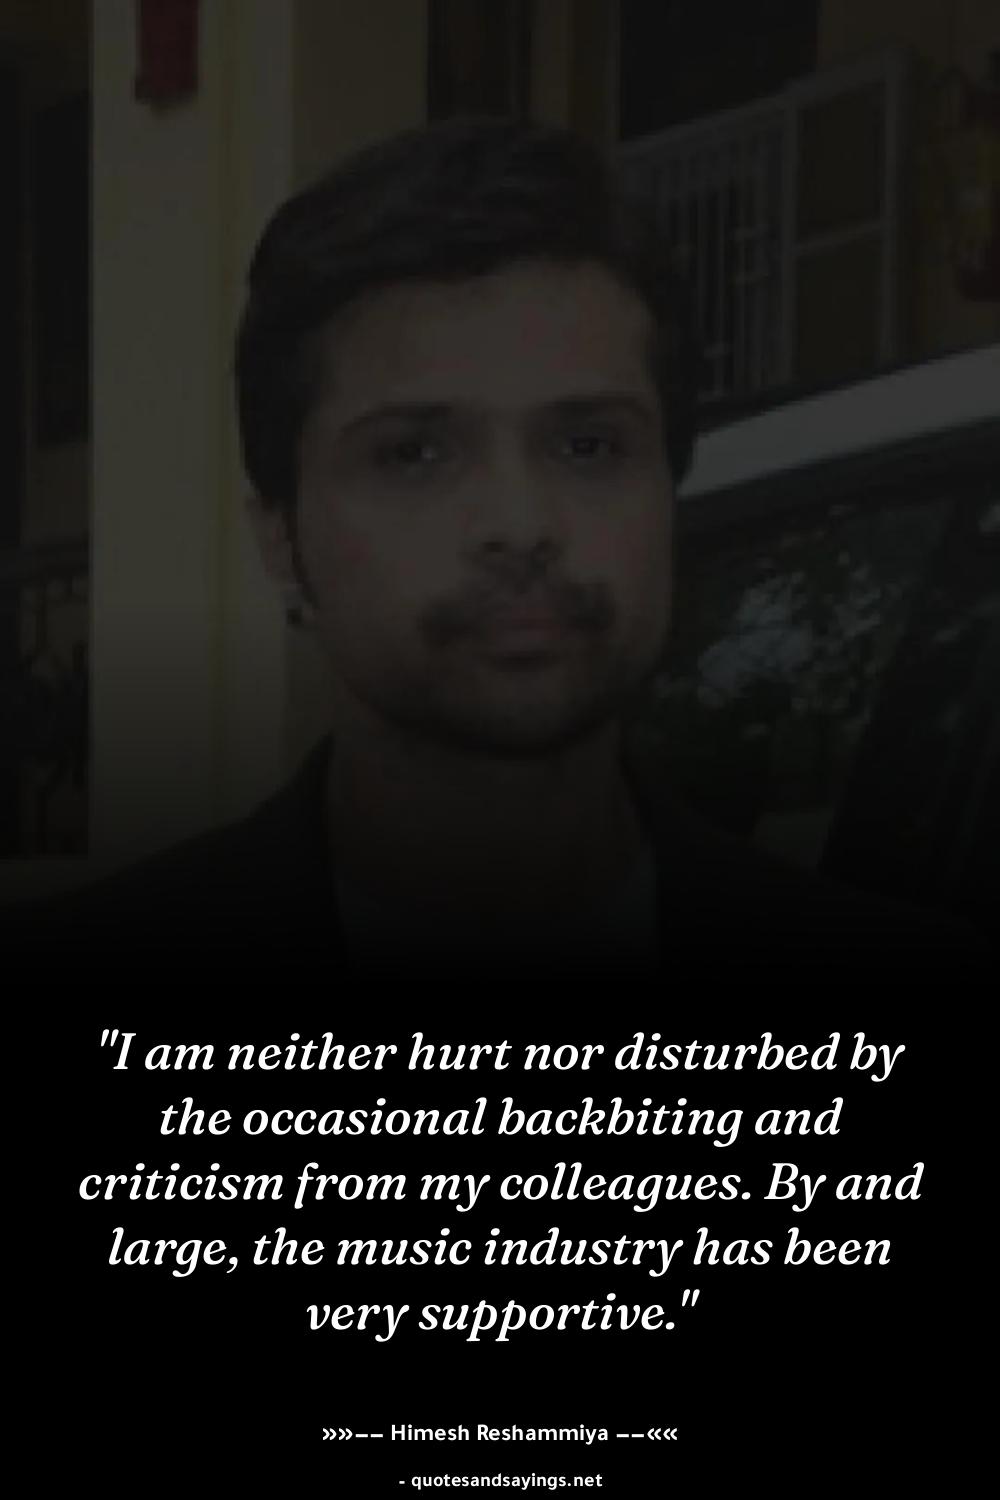 "I am neither hurt nor disturbed by
the occasional backbiting and
criticism from my colleagues. By and
large, the music industry has been
very supportive."
»»–– Himesh Reshammiya ––««
- quotesandsayings.net